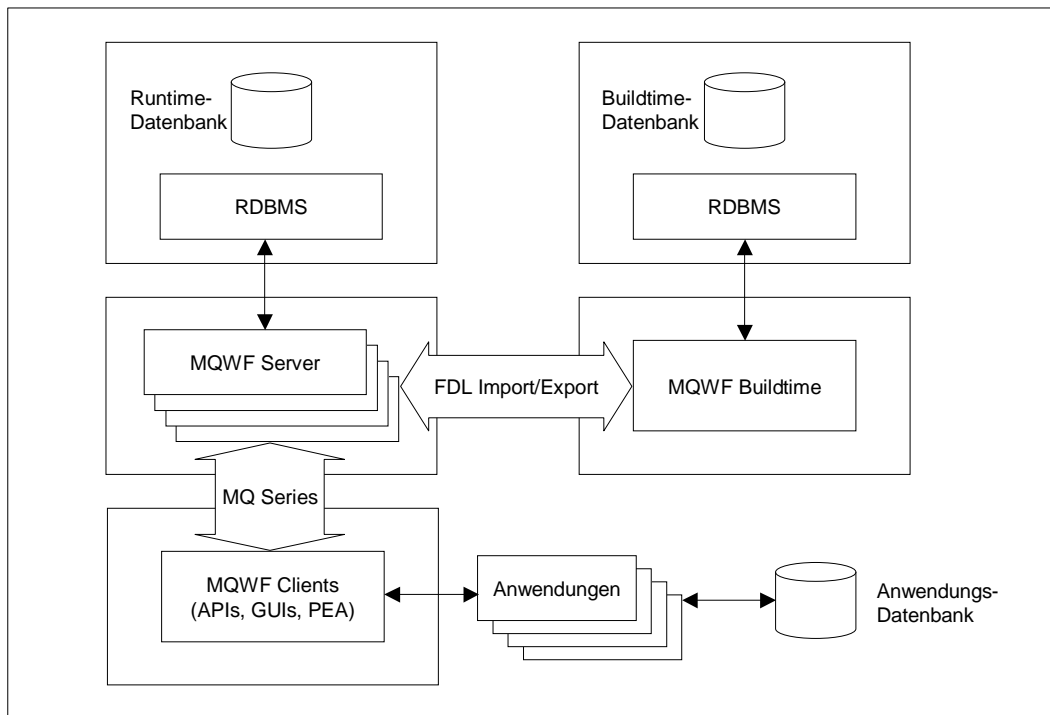 Runtime-
Datenbank
Buildtime-
Datenbank
RDBMS
RDBMS
MQWF Server
FDL Import/Export
MQWF Buildtime
MQ Series
MQWF Clients
(APIs, GUIs, PEA)
Anwendungen
Anwendungs-
Datenbank